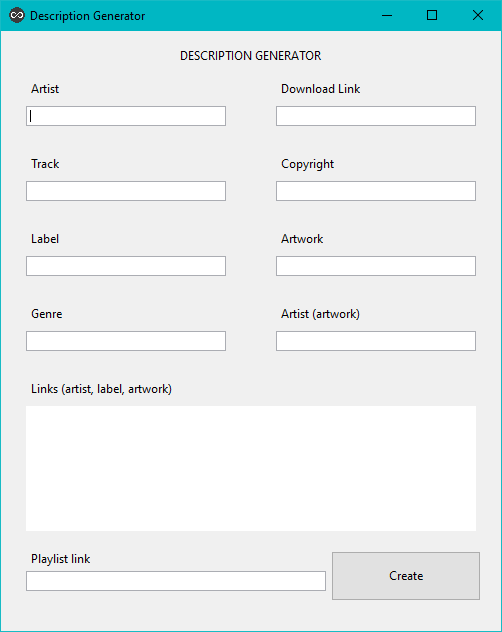 Description Generator
DESCRIPTION GENERATOR
Artist
Download Link
Track
Copyright
Label
Artwork
Genre
Artist (artwork)
Links (artist, label, artwork)
Playlist link
Create